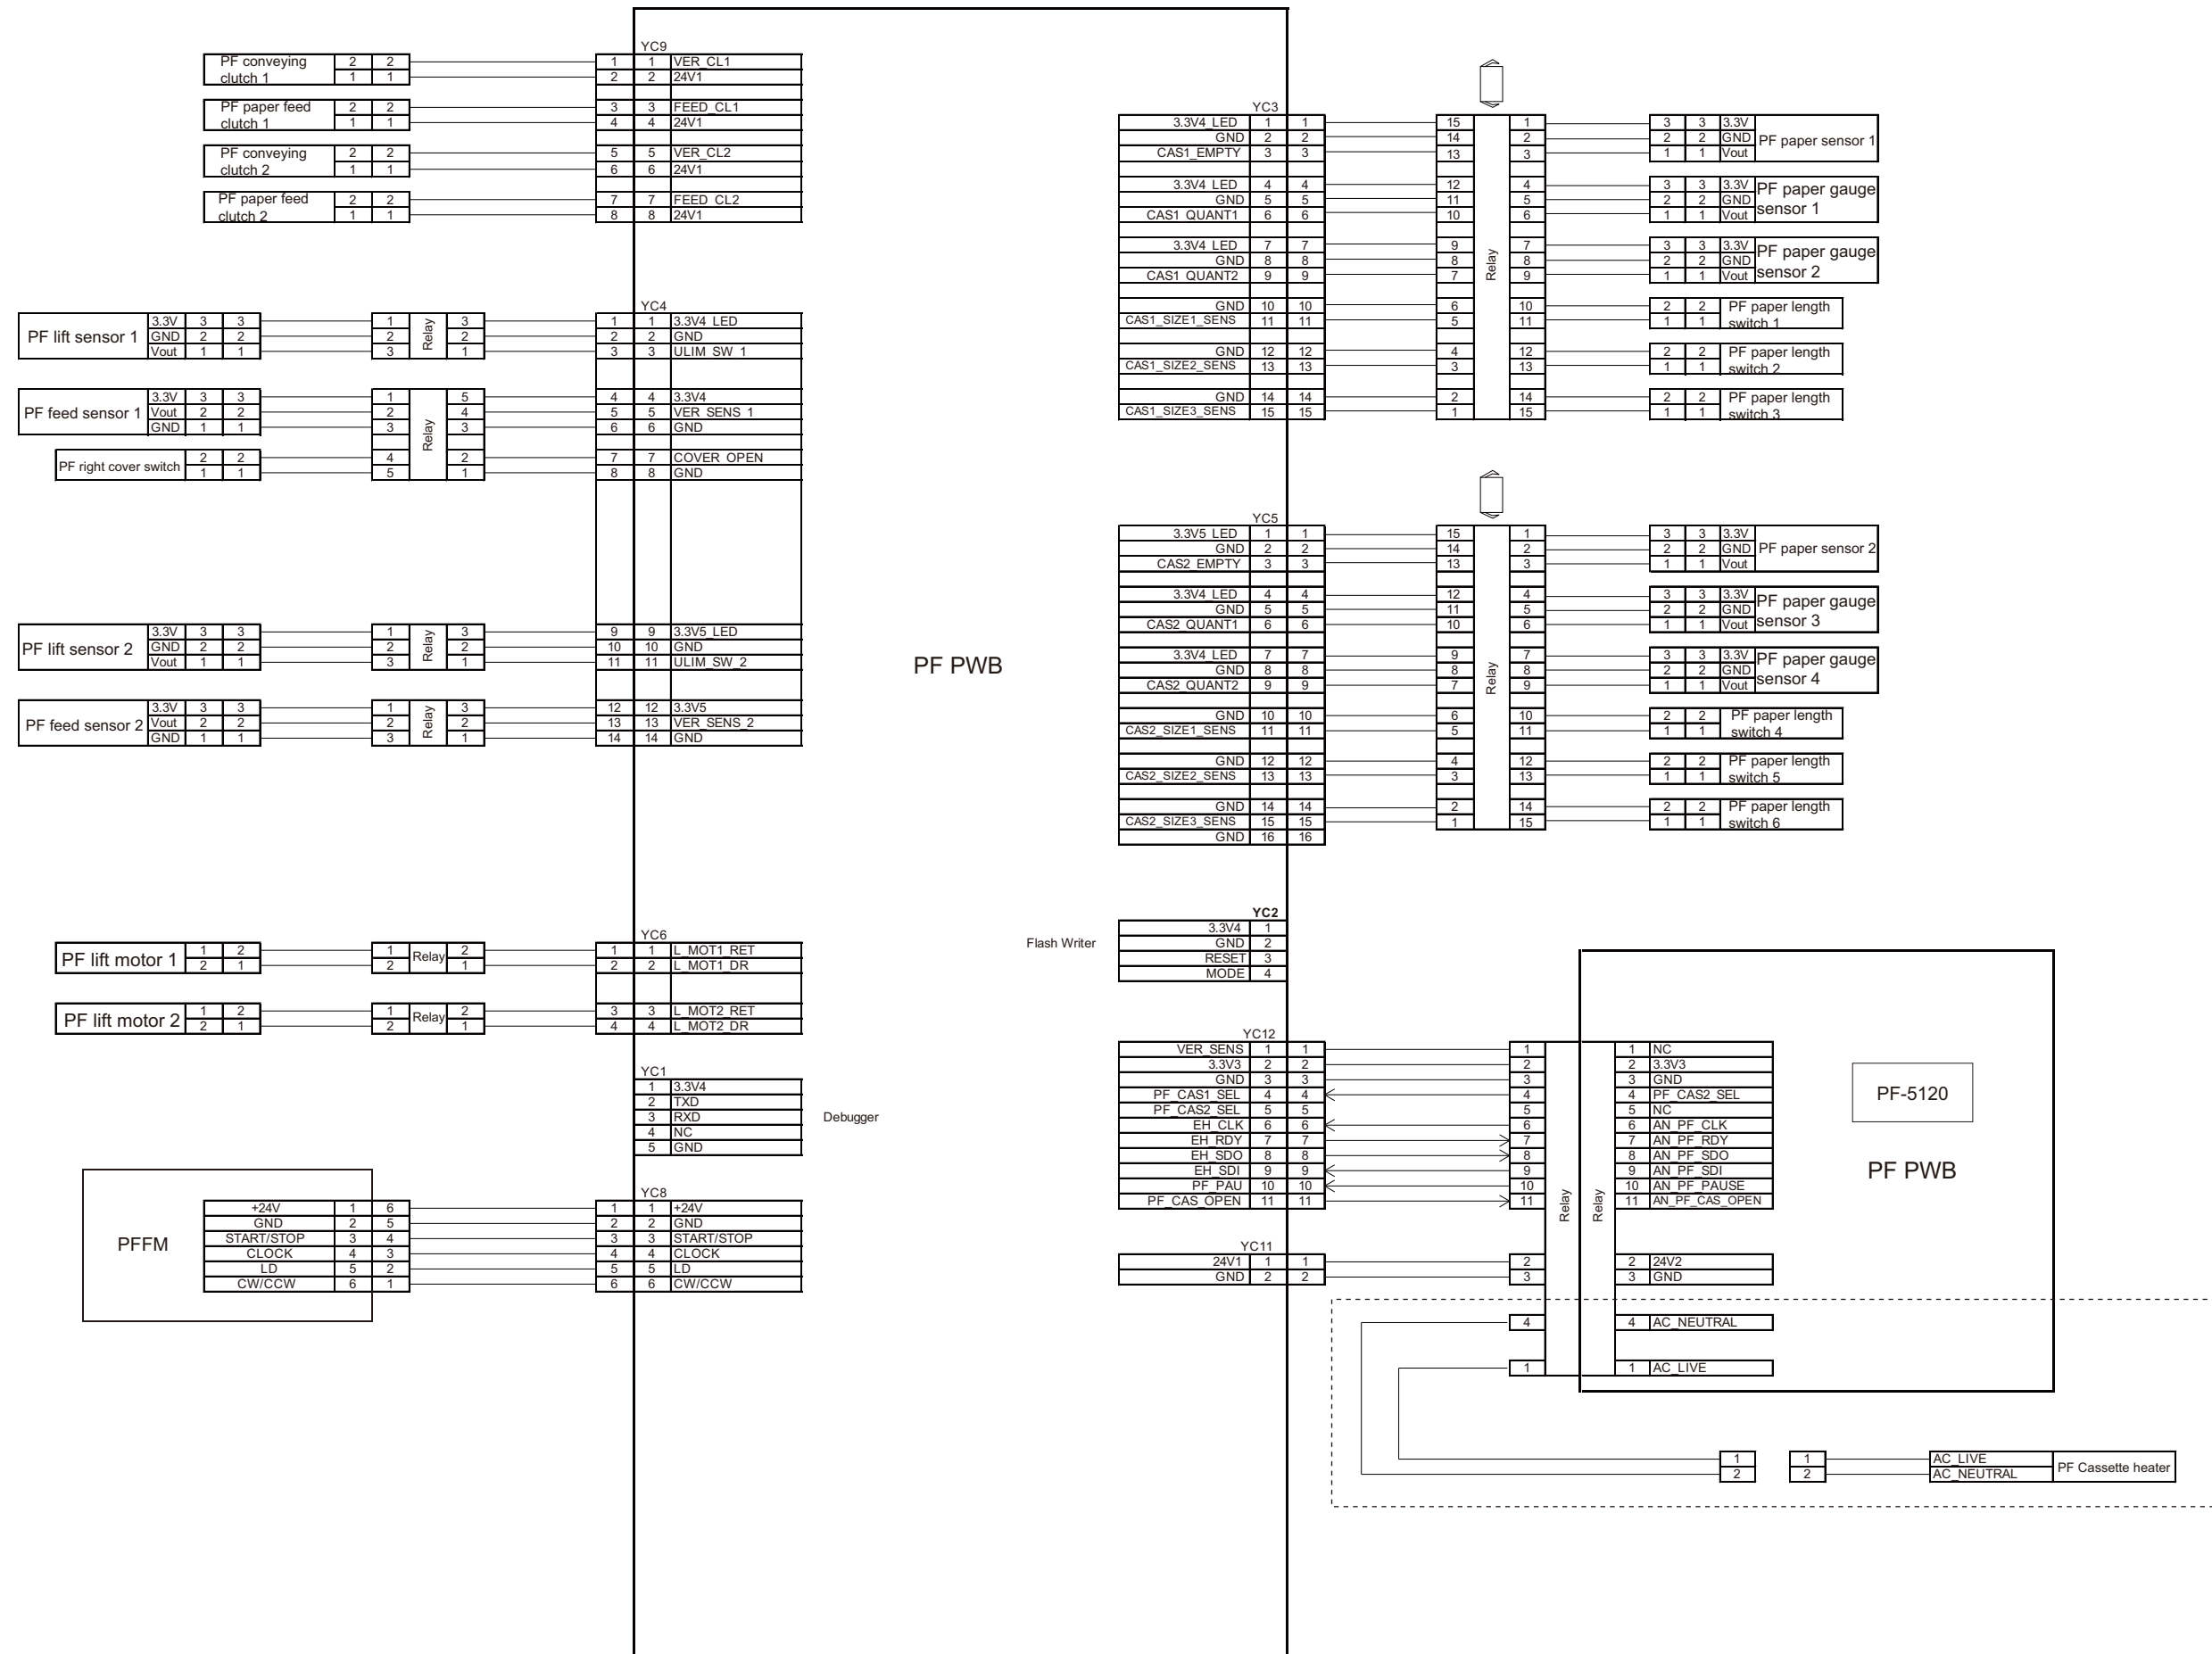 YC9
PF conveying 2 2 1 1 VER_CL1
clutch 1 1 1 2 2 24V1
PF paper feed 2 2 3 3 FEED_CL1
clutch 1 1 1 4 4 24V1
PF conveying 2 2 5 5 VER_CL2
clutch 2 1 1 6 6 24V1
PF paper feed 2 2 7 7 FEED_CL2
clutch 2 1 1 8 8 24V1
YC4
PF lift sensor 1
3.3V 3 3 1 Relay 3 1 1 3.3V4_LED
GND 2 2 2 2 2 2 GND
Vout 1 1 3 1 3 3 ULIM_SW_1
PF feed sensor 1
3.3V 3 3 1 Relay 5 4 4 3.3V4
Vout 2 2 2 4 5 5 VER_SENS_1
GND 1 1 3 3 6 6 GND
PF right cover switch
2 2 4 2 7 7 COVER_OPEN
1 1 5 1 8 8 GND
PF lift sensor 2
3.3V 3 3 1 Relay 3 9 9 3.3V5_LED
GND 2 2 2 2 10 10 GND
Vout 1 1 3 1 11 11 ULIM_SW_2
PF feed sensor 2
3.3V 3 3 1 Relay 3 12 12 3.3V5
Vout 2 2 2 2 13 13 VER_SENS_2
GND 1 1 3 1 14 14 GND
YC6
PF lift motor 1
1 2 1 Relay 2 1 1 L_MOT1_RET
2 1 2 1 2 2 L_MOT1_DR
PF lift motor 2
1 2 1 Relay 2 3 3 L_MOT2_RET
2 1 2 1 4 4 L_MOT2_DR
YC1
1 3.3V4
2 TXD
3 RXD
4 NC
5 GND
Debugger
YC8
PFFM
+24V 1 6 1 1 +24V
GND 2 5 2 2 GND
START/STOP 3 4 3 3 START/STOP
CLOCK 4 3 4 4 CLOCK
LD 5 2 5 5 LD
CW/CCW 6 1 6 6 CW/CCW
PF PWB
YC3
Relay
3.3V4_LED 1 1 15 1 3 3 3.3V
GND 2 2 14 2 2 2 GND PF paper sensor 1
CAS1_EMPTY 3 3 13 3 1 1 Vout
3.3V4_LED 4 4 12 4 3 3 3.3V PF paper gauge
GND 5 5 11 5 2 2 GND sensor 1
CAS1_QUANT1 6 6 10 6 1 1 Vout
3.3V4_LED 7 7 9 7 3 3 3.3V PF paper gauge
GND 8 8 8 8 2 2 GND sensor 2
CAS1_QUANT2 9 9 7 9 1 1 Vout
GND 10 10 6 10 2 2 PF paper length
CAS1_SIZE1_SENS 11 11 5 11 1 1 switch 1
GND 12 12 4 12 2 2 PF paper length
CAS1_SIZE2_SENS 13 13 3 13 1 1 switch 2
GND 14 14 2 14 2 2 PF paper length
CAS1_SIZE3_SENS 15 15 1 15 1 1 switch 3
YC5
Relay
3.3V5_LED 1 1 15 1 3 3 3.3V
GND 2 2 14 2 2 2 GND PF paper sensor 2
CAS2_EMPTY 3 3 13 3 1 1 Vout
3.3V4_LED 4 4 12 4 3 3 3.3V PF paper gauge
GND 5 5 11 5 2 2 GND sensor 3
CAS2_QUANT1 6 6 10 6 1 1 Vout
3.3V4_LED 7 7 9 7 3 3 3.3V PF paper gauge
GND 8 8 8 8 2 2 GND sensor 4
CAS2_QUANT2 9 9 7 9 1 1 Vout
GND 10 10 6 10 2 2 PF paper length
CAS2_SIZE1_SENS 11 11 5 11 1 1 switch 4
GND 12 12 4 12 2 2 PF paper length
CAS2_SIZE2_SENS 13 13 3 13 1 1 switch 5
GND 14 14 2 14 2 2 PF paper length
CAS2_SIZE3_SENS 15 15 1 15 1 1 switch 6
GND 16 16
YC2
Flash Writer
3.3V4 1
GND 2
RESET 3
MODE 4
YC12
VER_SENS 1 1 1 1 NC
3.3V3 2 2 2 2 3.3V3
GND 3 3 3 3 GND
PF_CAS1_SEL 4 4 4 4 PF_CAS2_SEL
PF_CAS2_SEL 5 5 5 5 NC
EH_CLK 6 6 6 6 AN_PF_CLK
EH_RDY 7 7 7 7 AN_PF_RDY
EH_SDO 8 8 8 8 AN_PF_SDO
EH_SDI 9 9 9 9 AN_PF_SDI
PF_PAU 10 10 10 10 AN_PF_PAUSE
PF_CAS_OPEN 11 11 11 11 AN_PF_CAS_OPEN
Relay Relay
PF-5120
PF PWB
YC11
24V1 1 1 2 2 24V2
GND 2 2 3 3 GND
4 4 AC_NEUTRAL
1 1 AC_LIVE
1 1 AC_LIVE
2 2 AC_NEUTRAL
PF Cassette heater